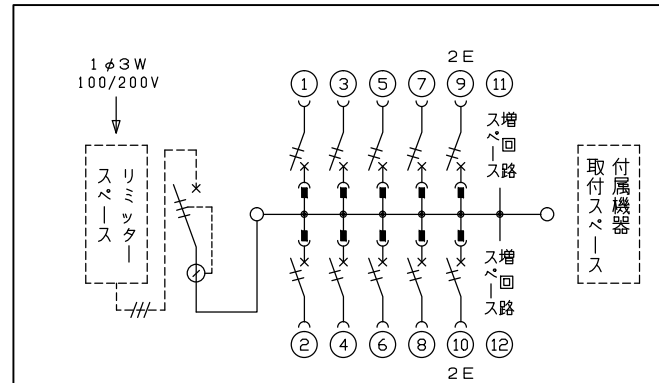 1φ3W
100/200V
リミッター
スペース
2E
1 3 5 7 9 11
増回路
スペース
付属機器
取付スペース
増回路
スペース
2 4 6 8 10 12
2E